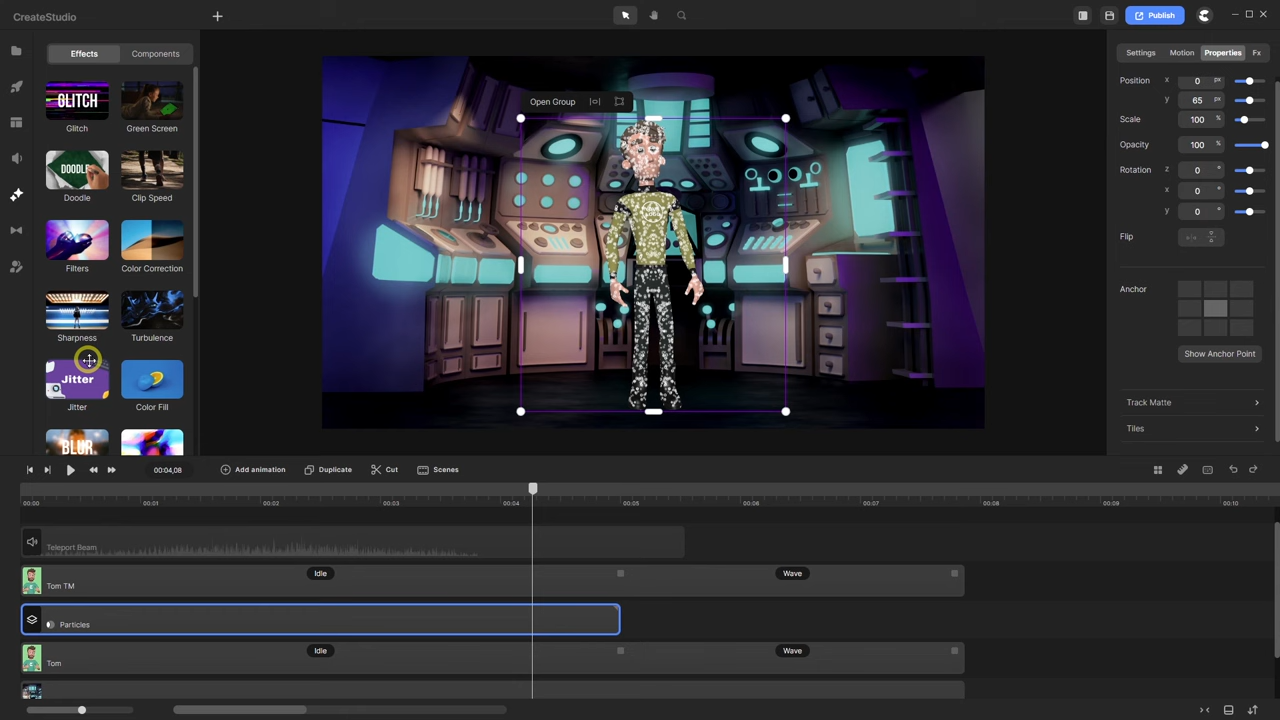 CreateStudio
Publish
Effects
Components
GLITCH
Glitch
Green Screen
DOODLE
Doodle
Clip Speed
Filters
Color Correction
Sharpness
Turbulence
Jitter
Jitter
Color Fill
BLUR
Open Group
Settings
Motion
Properties
Fx
Position
x
0
px
y
65
px
Scale
100
%
Opacity
100
%
Rotation
z
0
°
x
0
°
y
0
°
Flip
Anchor
Show Anchor Point
Track Matte
Tiles
00:04,08
Add animation
Duplicate
Cut
Scenes
00:00
00:01
00:02
00:03
00:04
00:05
00:06
00:07
00:08
00:09
00:10
Teleport Beam
Idle
Wave
Tom TM
Particles
Idle
Wave
Tom